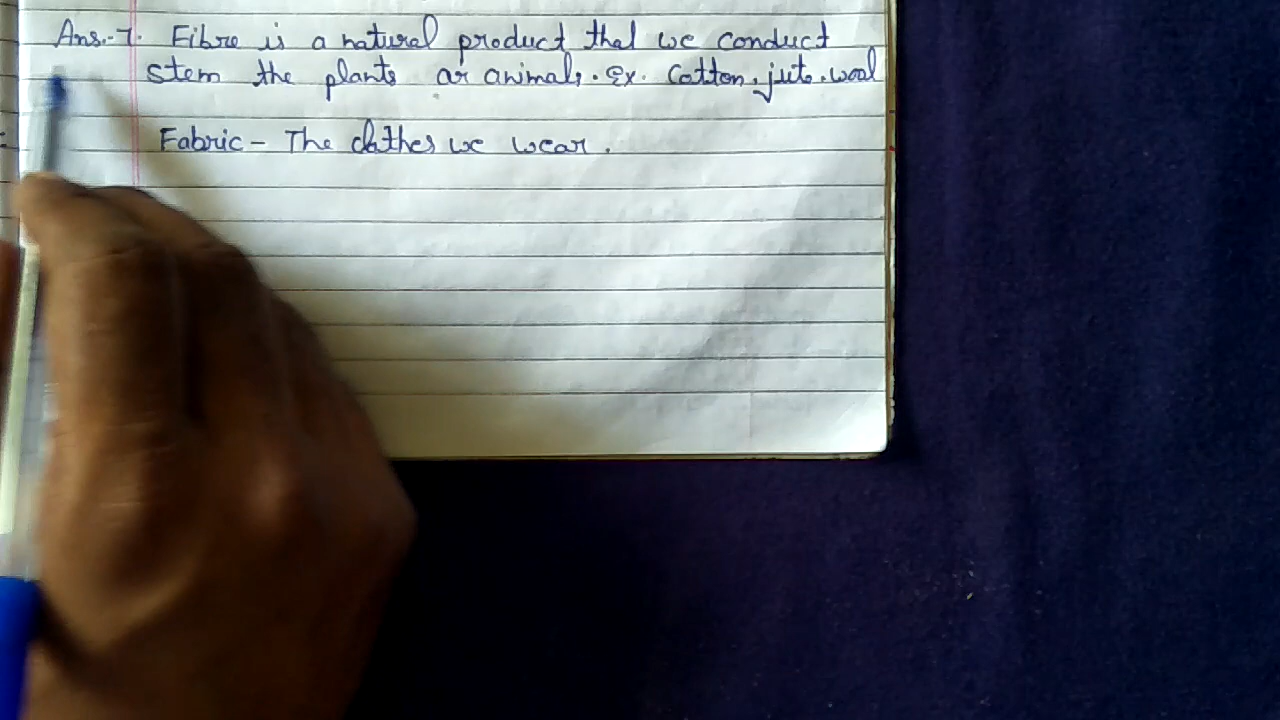 Ans.-7. Fibre is a natural product that we conduct
stem the plants or animals. Ex. Cotton, jute, wool
Fabric - The clothes we wear.